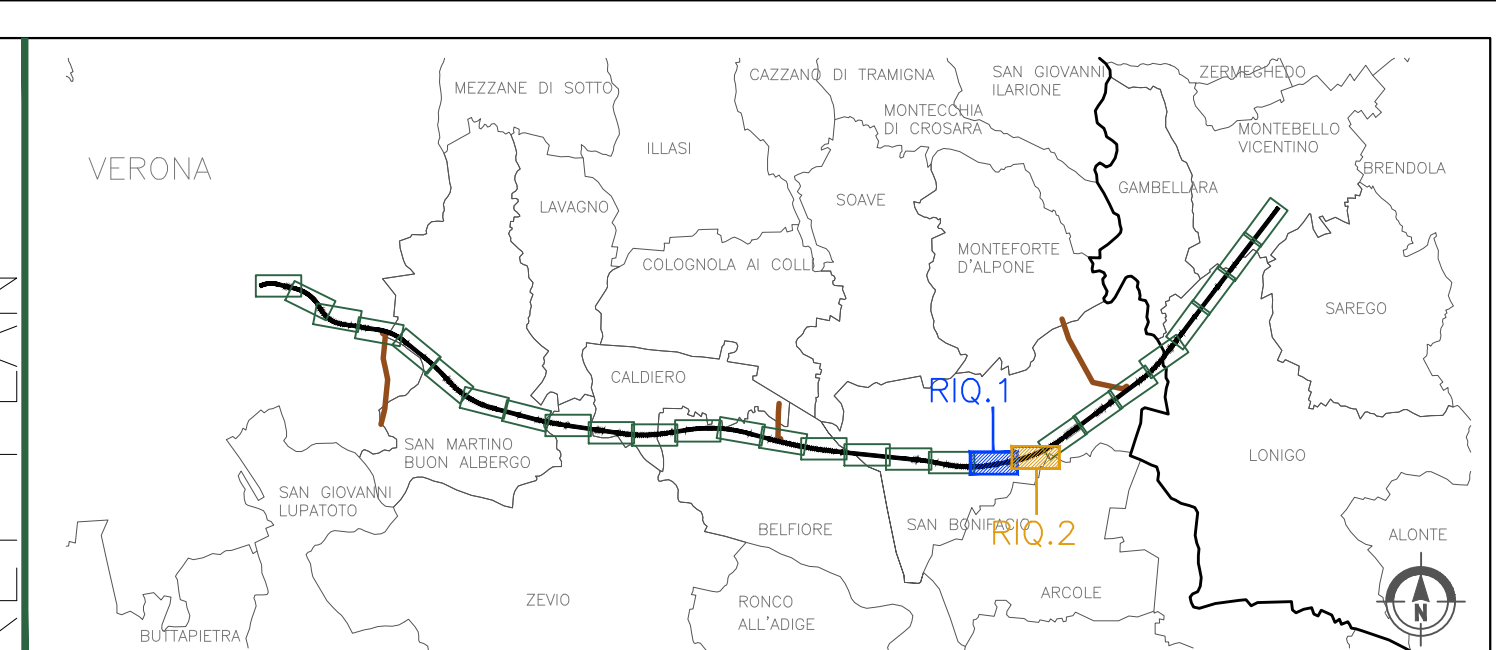 MEZZANE DI SOTTO
CAZZANO DI TRAMIGNA
SAN GIOVANNI
ILARIONE
ZERMEGHEDO
MONTECCHIA
DI CROSARA
MONTEBELLO
VICENTINO
VERONA
ILLASI
BRENDOLA
GAMBELLARA
LAVAGNO
SOAVE
MONTEFORTE
D'ALPONE
COLOGNOLA AI COLLI
SAREGO
CALDIERO
RIQ.1
SAN MARTINO
BUON ALBERGO
LONIGO
SAN GIOVANNI
LUPATOTO
BELFIORE
SAN BONIFACIO
RIQ.2
ALONTE
ZEVIO
RONCO
ALL'ADIGE
ARCOLE
N
BUTTAPIETRA